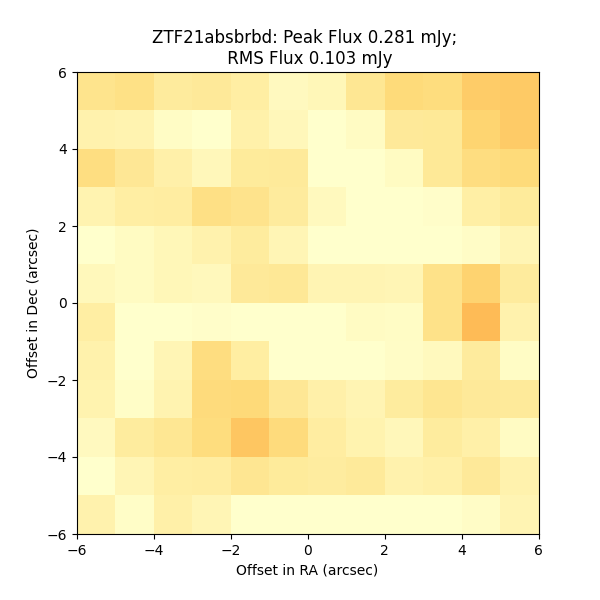 ZTF21absbrbd: Peak Flux 0.281 mJy;
RMS Flux 0.103 mJy
6
4
2
0
−2
−4
−6
Offset in Dec (arcsec)
−6 −4 −2 0 2 4 6
Offset in RA (arcsec)